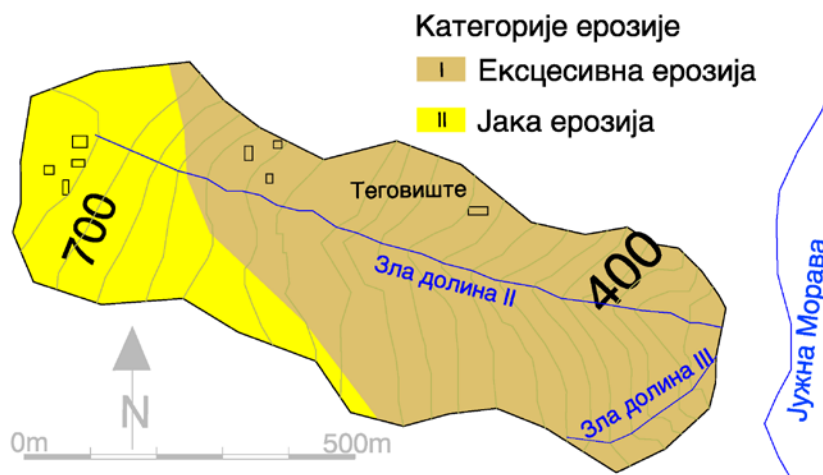 Категорије ерозије
I Ексцесивна ерозија
II Јака ерозија
Теговиште
700
400
Зла долина II
Зла долина III
Јужна Морава
N
0m 500m